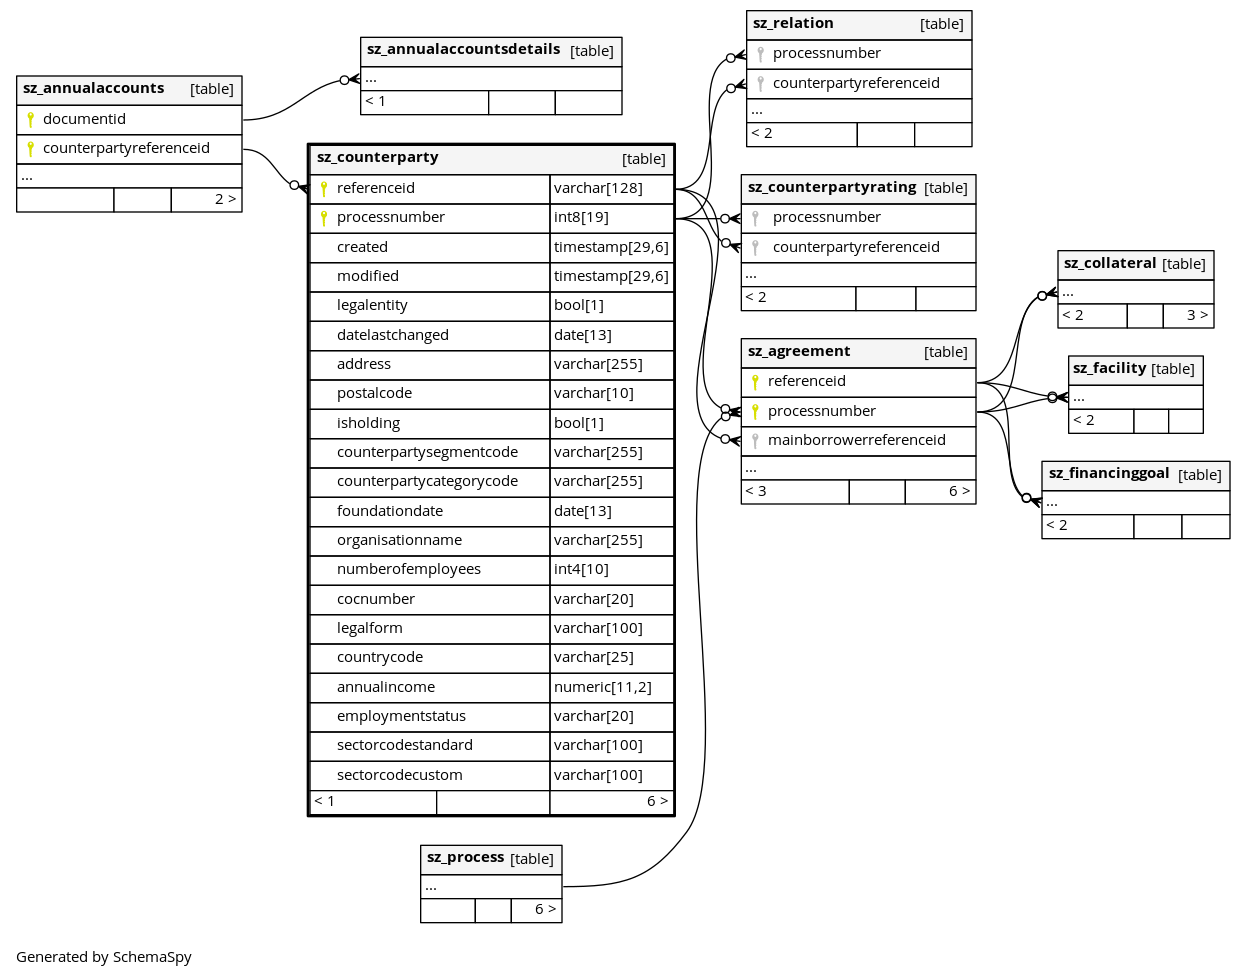 sz_annualaccounts [table]
documentid
counterpartyreferenceid
...
2 >
sz_annualaccountsdetails [table]
...
< 1
sz_counterparty [table]
referenceid varchar[128]
processnumber int8[19]
created timestamp[29,6]
modified timestamp[29,6]
legalentity bool[1]
datelastchanged date[13]
address varchar[255]
postalcode varchar[10]
isholding bool[1]
counterpartysegmentcode varchar[255]
counterpartycategorycode varchar[255]
foundationdate date[13]
organisationname varchar[255]
numberofemployees int4[10]
cocnumber varchar[20]
legalform varchar[100]
countrycode varchar[25]
annualincome numeric[11,2]
employmentstatus varchar[20]
sectorcodestandard varchar[100]
sectorcodecustom varchar[100]
< 1 6 >
sz_process [table]
...
6 >
sz_relation [table]
processnumber
counterpartyreferenceid
...
< 2
sz_counterpartyrating [table]
processnumber
counterpartyreferenceid
...
< 2
sz_agreement [table]
referenceid
processnumber
mainborrowerreferenceid
...
< 3 6 >
sz_collateral [table]
...
< 2 3 >
sz_facility [table]
...
< 2
sz_financinggoal [table]
...
< 2
Generated by SchemaSpy